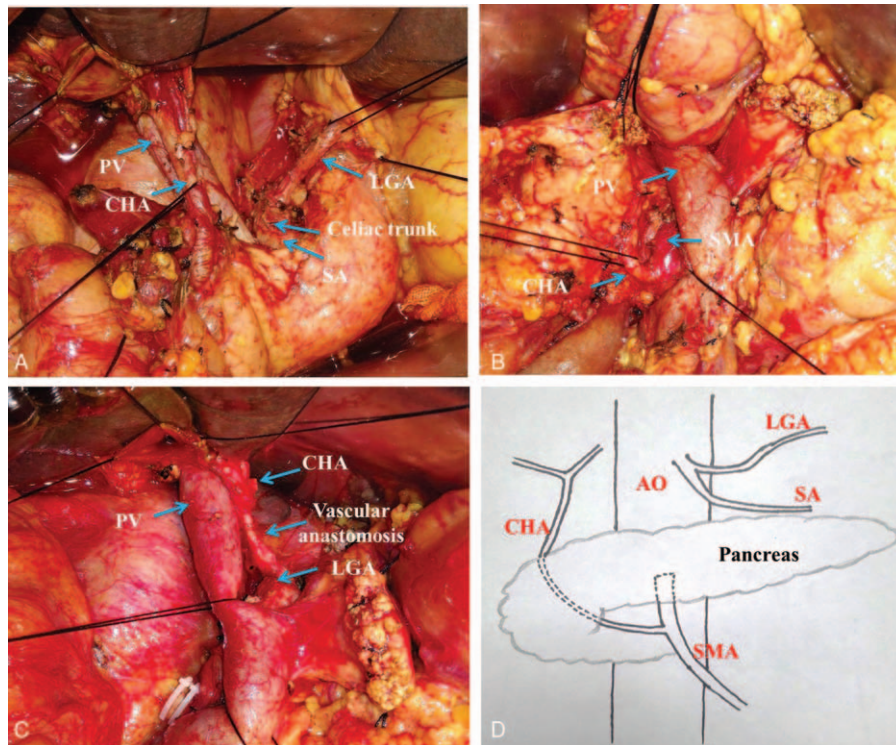 PV
CHA
LGA
Celiac trunk
SA
A
PV
SMA
CHA
B
CHA
PV
Vascular
anastomosis
LGA
C
LGA
AO
SA
CHA
Pancreas
SMA
D